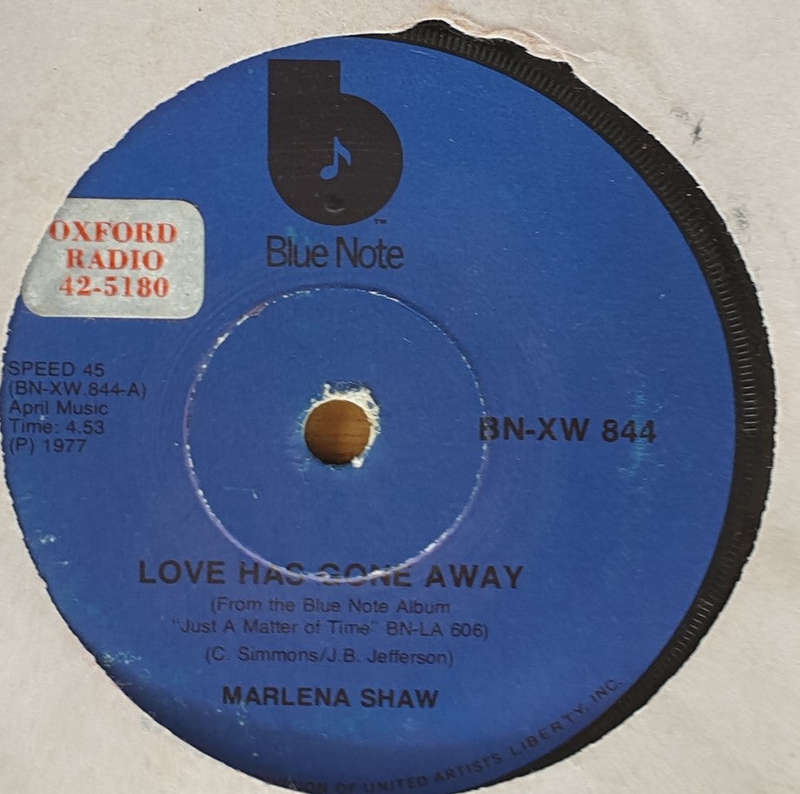 ™
Blue Note
OXFORD
RADIO
42-5180
SPEED 45
(BN-XW 844-A)
April Music
Time: 4.53
(P) 1977
BN-XW 844
LOVE HAS GONE AWAY
(From the Blue Note Album
"Just A Matter of Time" BN-LA 606)
(C. Simmons/J.B. Jefferson)
MARLENA SHAW
OF UNITED ARTISTS LIBERTY, INC.